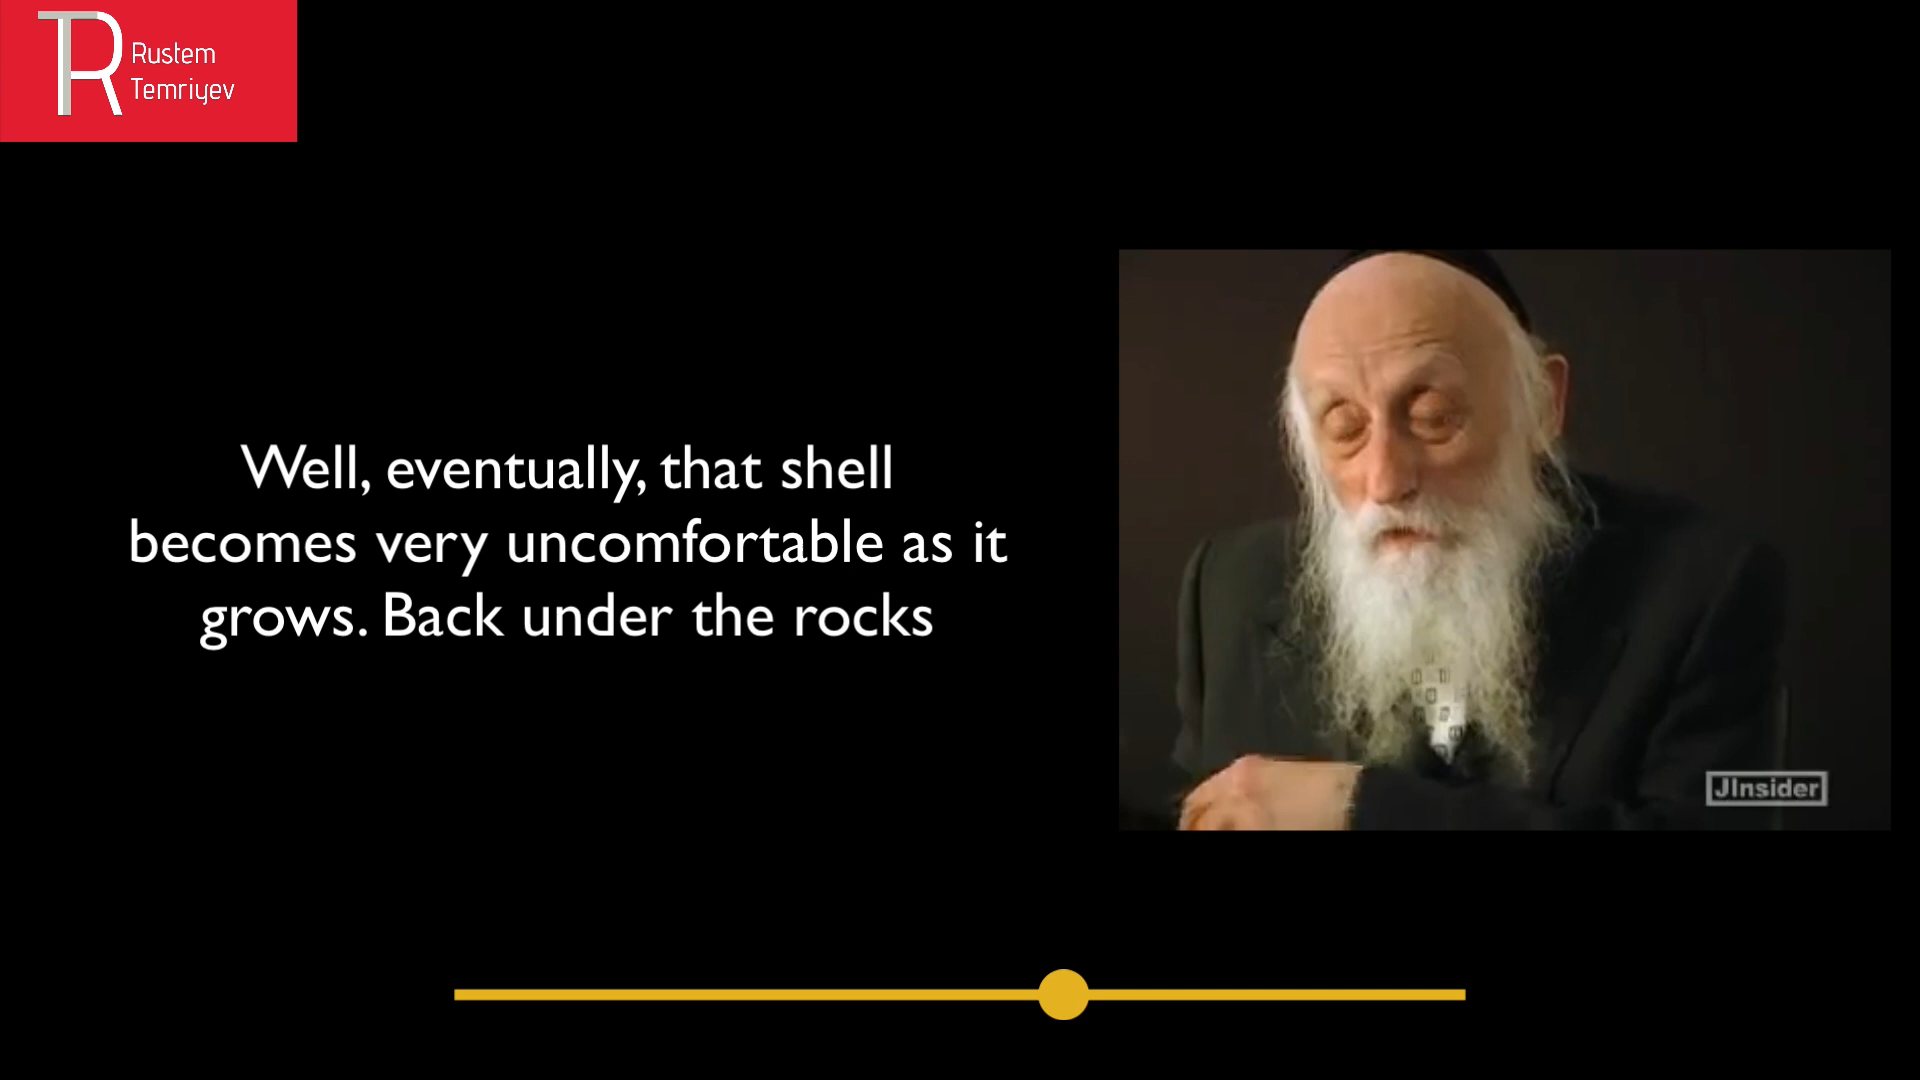 Rustem
Temriyev
Well, eventually, that shell
becomes very uncomfortable as it
grows. Back under the rocks
JInsider